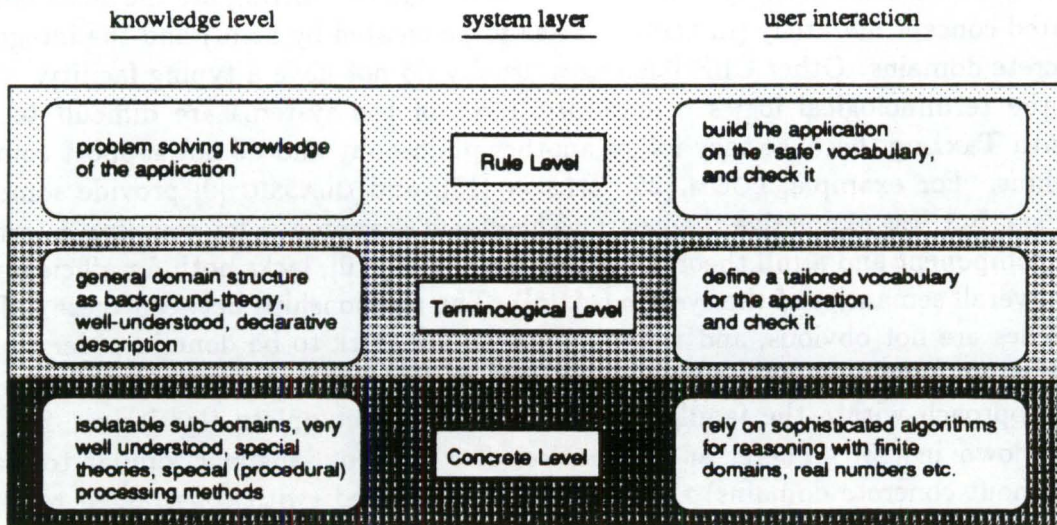 knowledge level
system layer
user interaction
problem solving knowledge
of the application
Rule Level
build the application
on the "safe" vocabulary,
and check it
general domain structure
as background-theory
well-understood, declarative
description
Terminological Level
define a tailored vocabulary
for the application,
and check it
isolatable sub-domains, very
well understood, special
theories, special (procedural)
processing methods
Concrete Level
rely on sophisticated algorithms
for reasoning with finite
domains, real numbers etc.